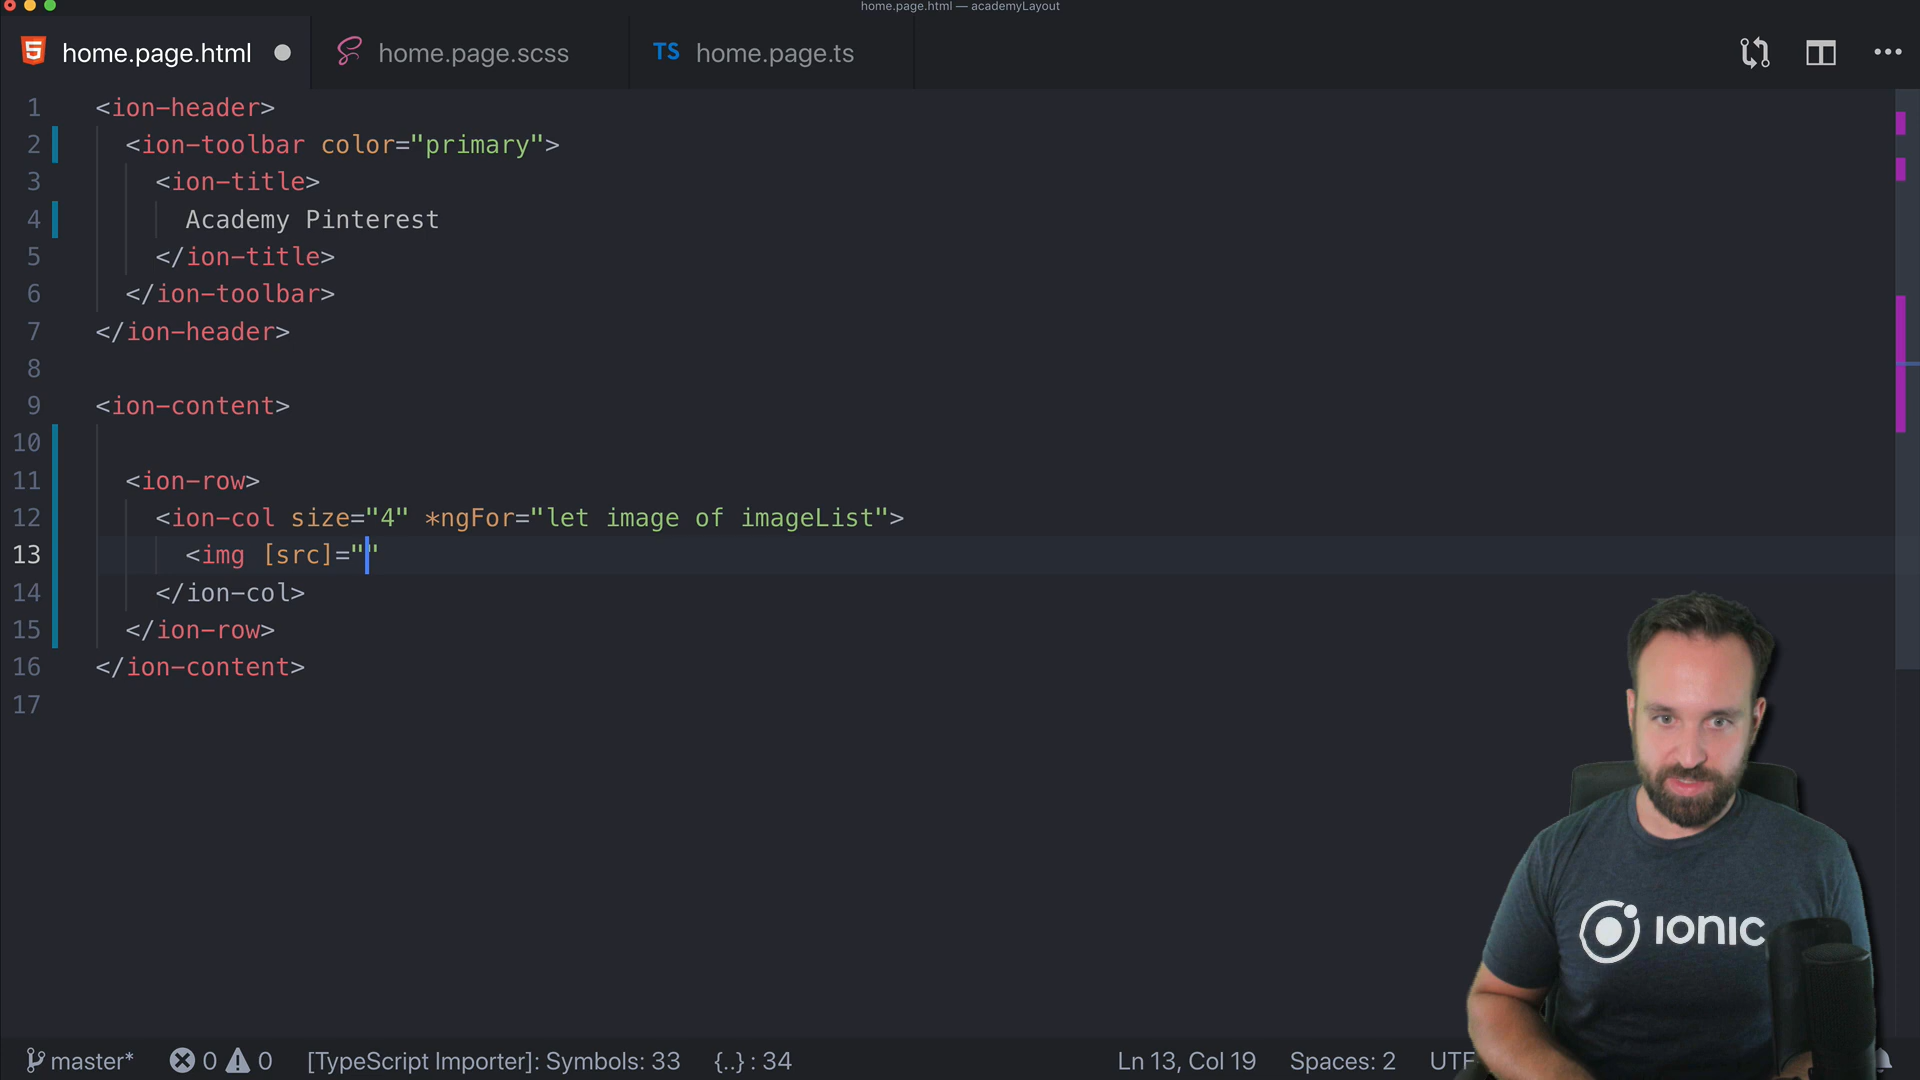 home.page.html — academyLayout
home.page.html
home.page.scss
TS home.page.ts
1 <ion-header>
2 <ion-toolbar color="primary">
3 <ion-title>
4 Academy Pinterest
5 </ion-title>
6 </ion-toolbar>
7 </ion-header>
8
9 <ion-content>
10
11 <ion-row>
12 <ion-col size="4" *ngFor="let image of imageList">
13 <img [src]=""
14 </ion-col>
15 </ion-row>
16 </ion-content>
17
IONIC
master* 0 0 [TypeScript Importer]: Symbols: 33 {..} : 34 Ln 13, Col 19 Spaces: 2 UTF